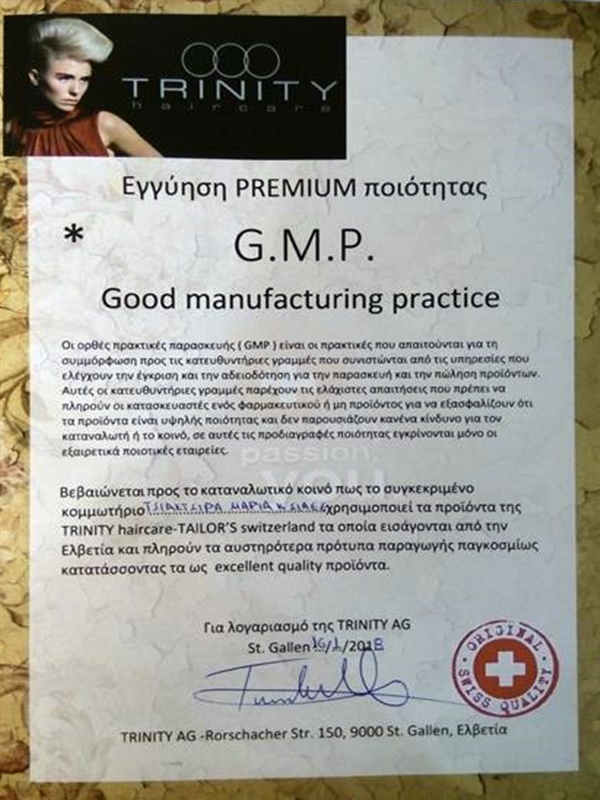 TRINITY
haircare
Εγγύηση PREMIUM ποιότητας
*
G.M.P.
Good manufacturing practice
Οι ορθές πρακτικές παρασκευής ( GMP ) είναι οι πρακτικές που απαιτούνται για τη
συμμόρφωση προς τις κατευθυντήριες γραμμές που συνιστώνται από τις υπηρεσίες που
ελέγχουν την έγκριση και την αδειοδότηση για την παρασκευή και την πώληση προϊόντων.
Αυτές οι κατευθυντήριες γραμμές παρέχουν τις ελάχιστες απαιτήσεις που πρέπει να
πληρούν οι κατασκευαστές ενός φαρμακευτικού ή μη προϊόντος για να εξασφαλίζουν ότι
τα προϊόντα είναι υψηλής ποιότητας και δεν παρουσιάζουν κανένα κίνδυνο για τον
καταναλωτή ή το κοινό, σε αυτές τις προδιαγραφές ποιότητας εγκρίνονται μόνο οι
εξαιρετικά ποιοτικές εταιρείες.
passion.
you
Βεβαιώνεται προς το καταναλωτικό κοινό πως το συγκεκριμένο
κομμωτήριο ΤΣΙΑΚΤΣΙΡΑ ΜΑΡΙΑ χρησιμοποιεί τα προϊόντα της
TRINITY haircare-TAILOR'S switzerland τα οποία εισάγονται από την
Ελβετία και πληρούν τα αυστηρότερα πρότυπα παραγωγής παγκοσμίως
κατατάσσοντας τα ως excellent quality προϊόντα.
Για λογαριασμό της TRINITY AG
St. Gallen 16/1/2018
ORIGINAL
SWISS QUALITY
TRINITY AG -Rorschacher Str. 150, 9000 St. Gallen, Ελβετία